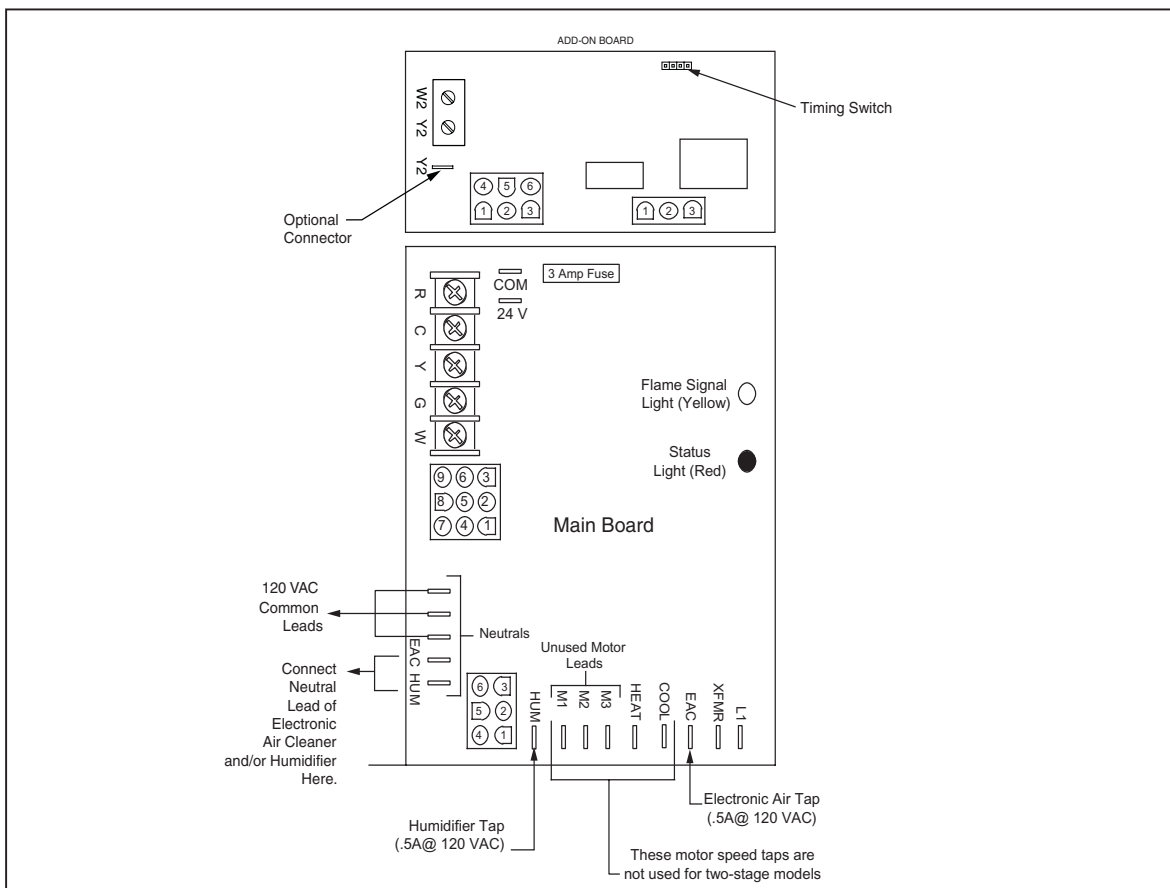 ADD-ON BOARD
Timing Switch
W2
Y2
Y2
4 5 6
1 2 3
1 2 3
Optional
Connector
3 Amp Fuse
COM
24 V
R
C
Y
G
W
Flame Signal
Light (Yellow)
Status
Light (Red)
9 6 3
8 5 2
7 4 1
Main Board
120 VAC
Common
Leads
Neutrals
EAC HUM
Connect
Neutral
Lead of
Electronic
Air Cleaner
and/or Humidifier
Here.
Unused Motor
Leads
6 3
5 2
4 1
HUM
M1
M2
M3
HEAT
COOL
EAC
XFMR
L1
Humidifier Tap
(.5A@ 120 VAC)
Electronic Air Tap
(.5A@ 120 VAC)
These motor speed taps are
not used for two-stage models